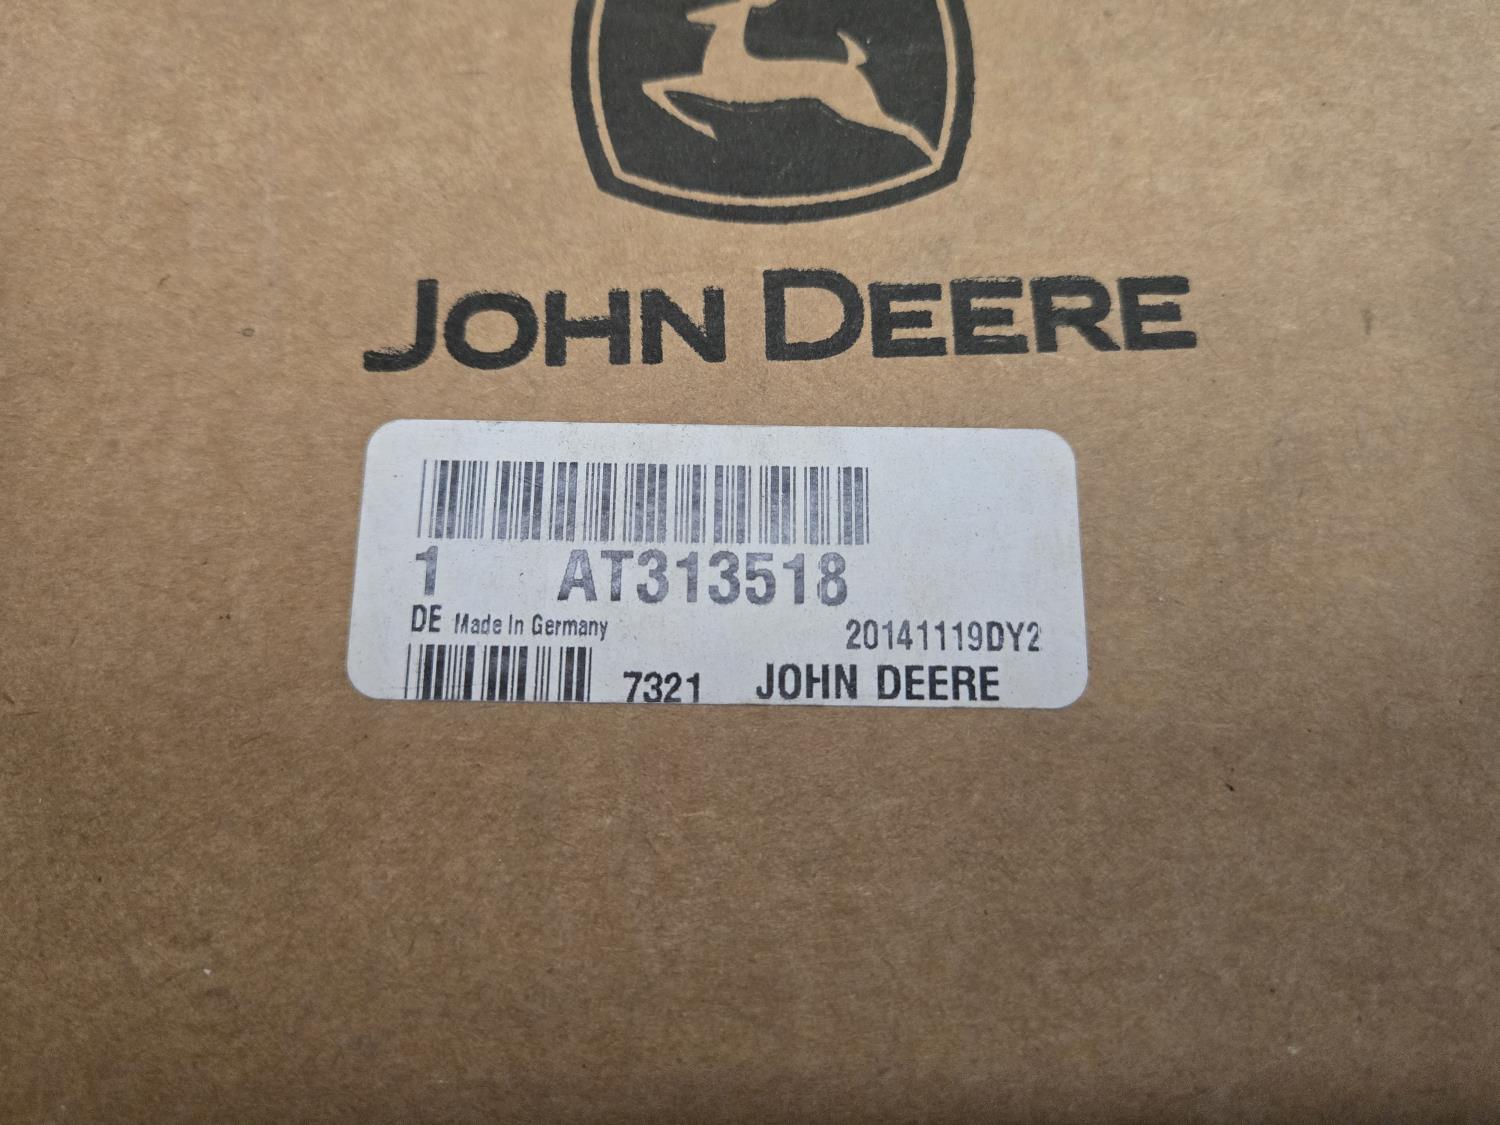 JOHN DEERE
1 AT313518
DE Made In Germany 20141119DY2
7321 JOHN DEERE